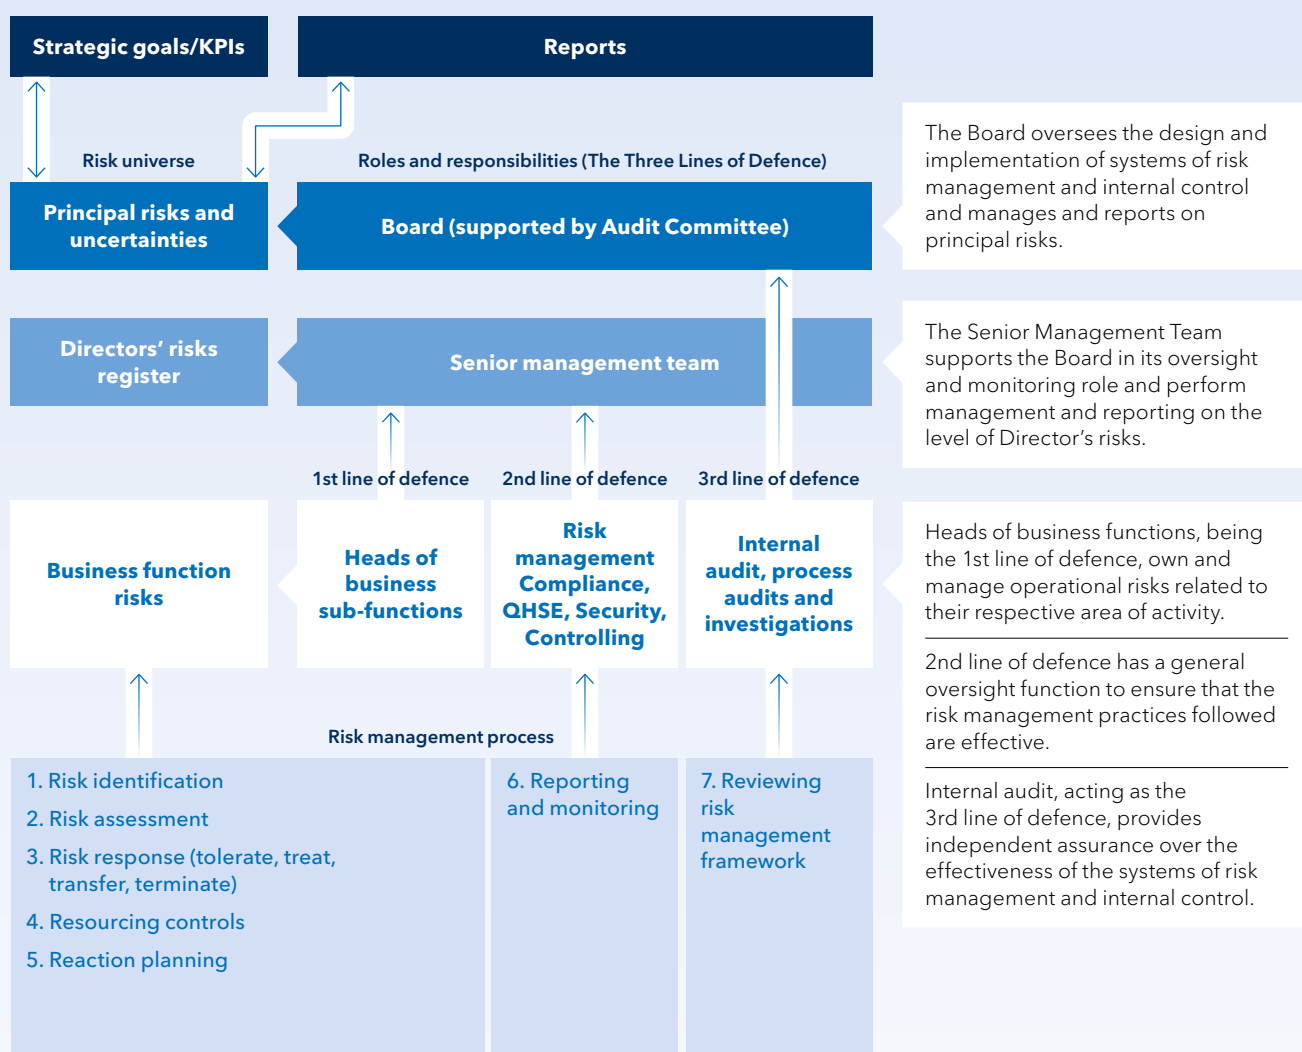 Strategic goals/KPIs
Reports
Risk universe
Roles and responsibilities (The Three Lines of Defence)
Principal risks and
uncertainties
Board (supported by Audit Committee)
The Board oversees the design and
implementation of systems of risk
management and internal control
and manages and reports on
principal risks.
Directors’ risks
register
Senior management team
The Senior Management Team
supports the Board in its oversight
and monitoring role and perform
management and reporting on the
level of Director’s risks.
1st line of defence
2nd line of defence
3rd line of defence
Business function
risks
Heads of
business
sub-functions
Risk
management
Compliance,
QHSE, Security,
Controlling
Internal
audit, process
audits and
investigations
Heads of business functions, being
the 1st line of defence, own and
manage operational risks related to
their respective area of activity.
2nd line of defence has a general
oversight function to ensure that the
risk management practices followed
are effective.
Internal audit, acting as the
3rd line of defence, provides
independent assurance over the
effectiveness of the systems of risk
management and internal control.
Risk management process
1. Risk identification
2. Risk assessment
3. Risk response (tolerate, treat,
transfer, terminate)
4. Resourcing controls
5. Reaction planning
6. Reporting
and monitoring
7. Reviewing
risk
management
framework